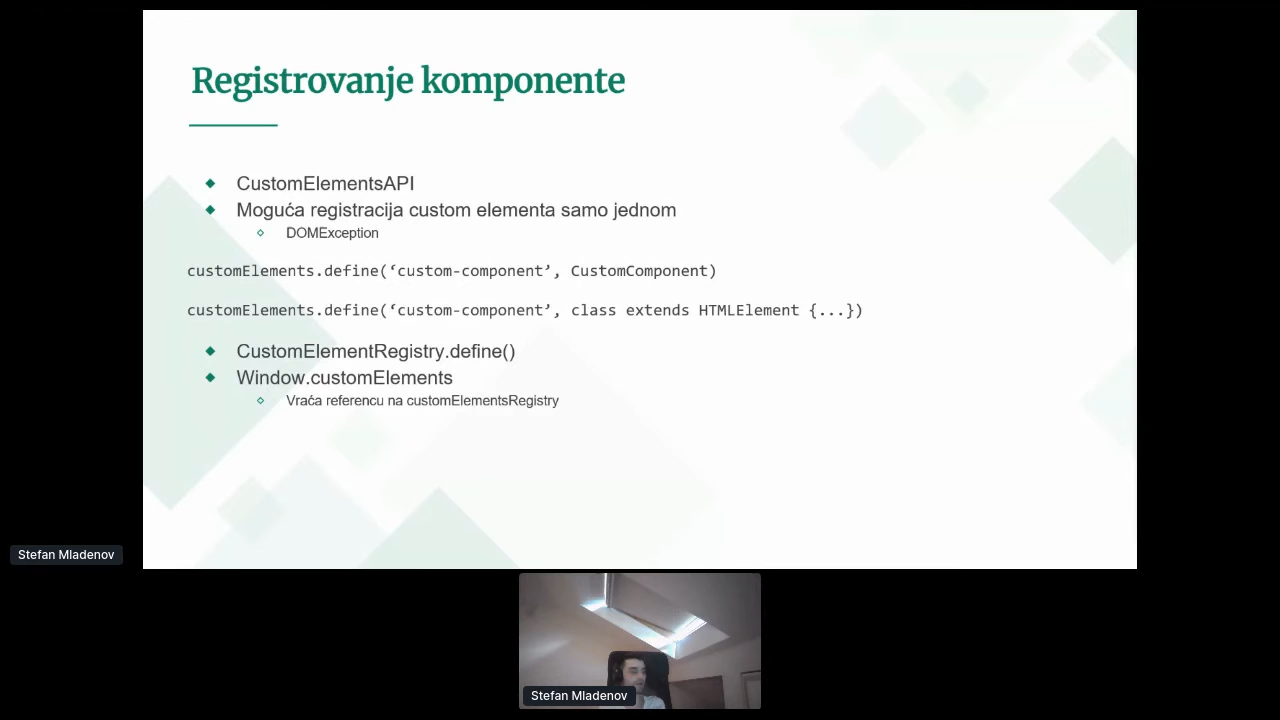 Registrovanje komponente
CustomElementsAPI
Moguća registracija custom elementa samo jednom
DOMException
customElements.define(‘custom-component’, CustomComponent)
customElements.define(‘custom-component’, class extends HTMLElement {...})
CustomElementRegistry.define()
Window.customElements
Vraća referencu na customElementsRegistry
Stefan Mladenov
Stefan Mladenov